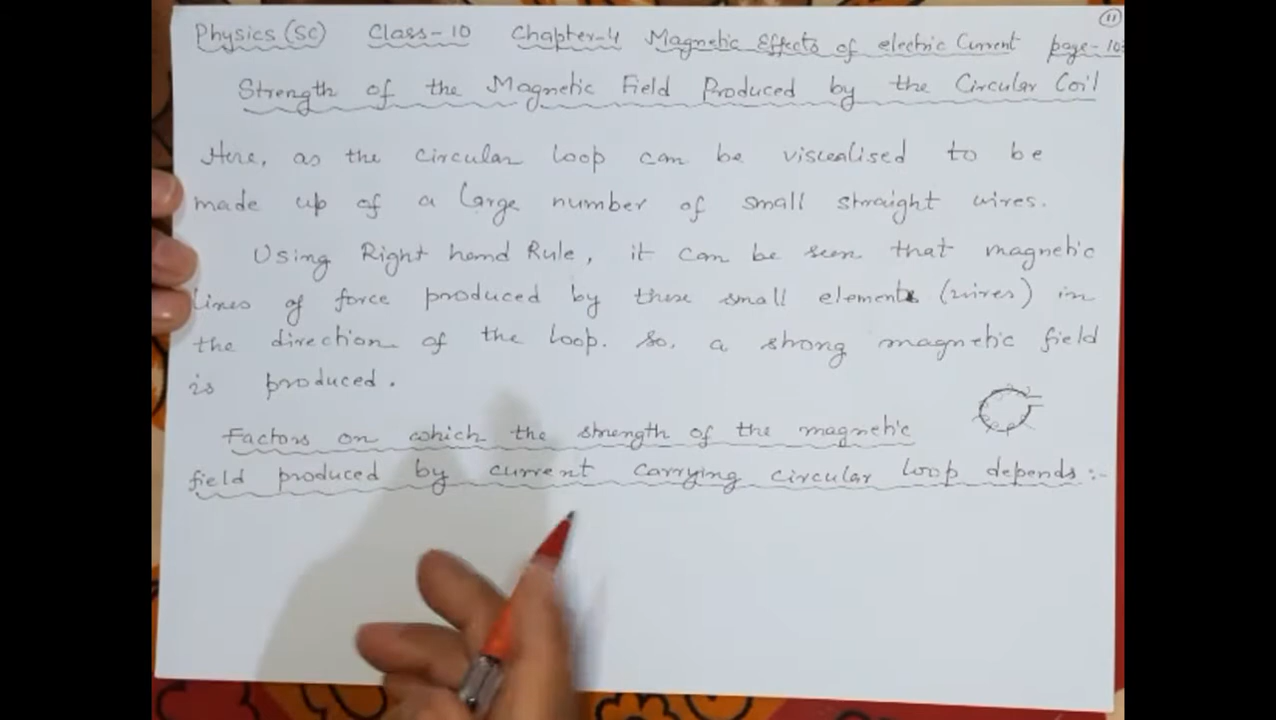 11
Physics (SC) Class-10 Chapter-4 Magnetic Effects of electric Current page-10
Strength of the Magnetic Field Produced by the Circular Coil
Here, as the circular loop can be viscealised to be
made up of a large number of small straight wires.
Using Right hand Rule, it can be seen that magnetic
lines of force produced by these small elements (wires) in
the direction of the loop. So, a strong magnetic field
is produced.
Factors on which the strength of the magnetic
field produced by current carrying circular loop depends:-